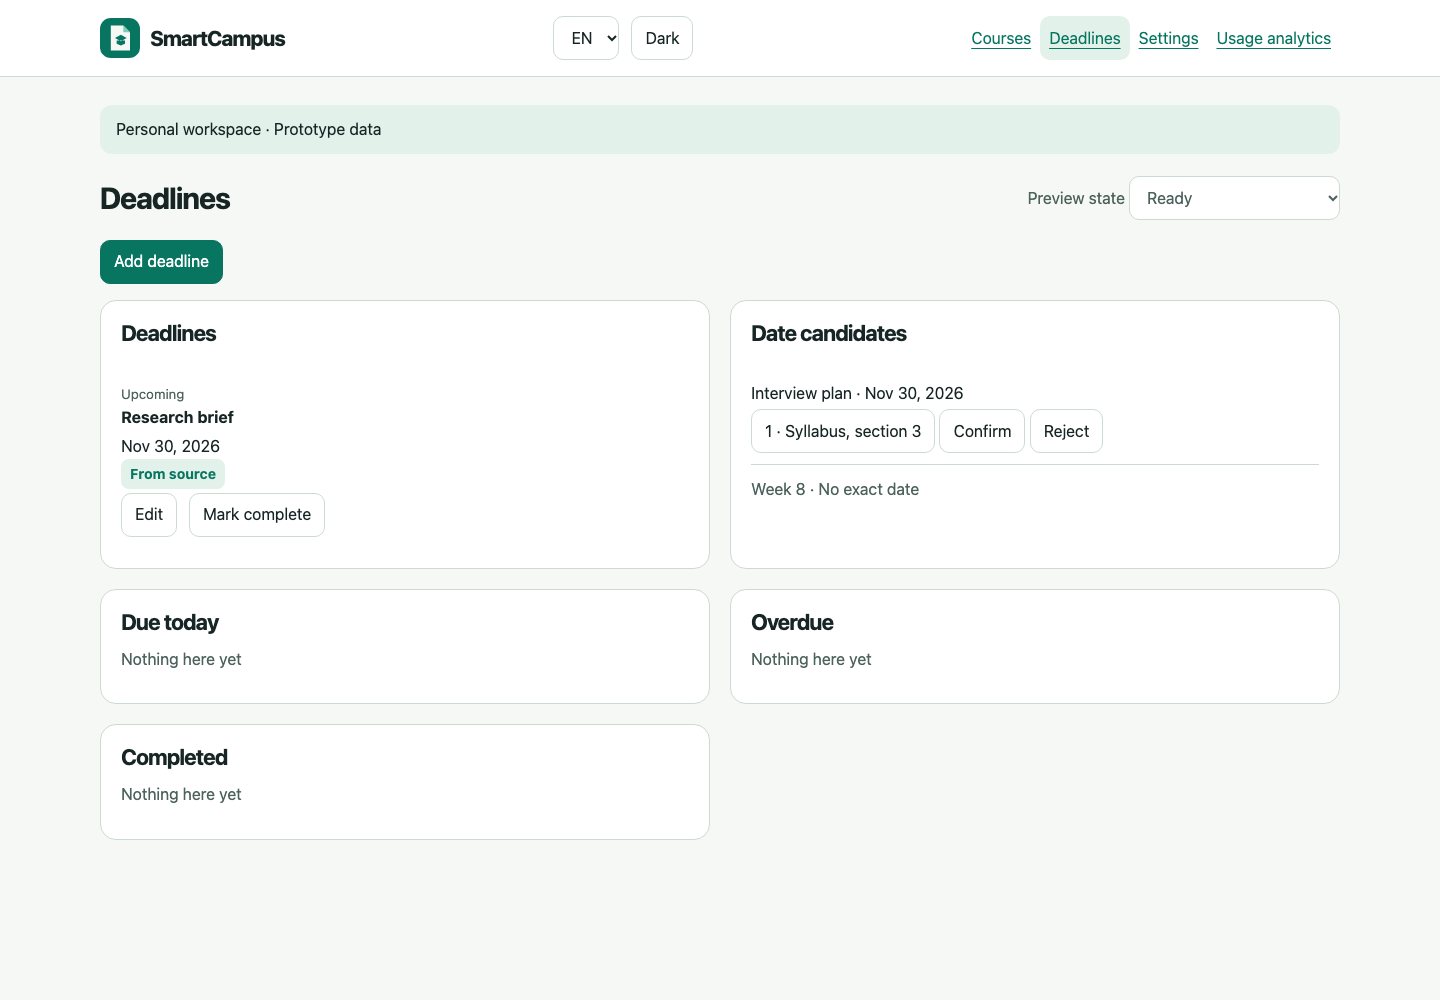 SmartCampus
EN
Dark
Courses
Deadlines
Settings
Usage analytics
Personal workspace · Prototype data
Deadlines
Preview state
Ready
Add deadline
Deadlines
Upcoming
Research brief
Nov 30, 2026
From source
Edit
Mark complete
Date candidates
Interview plan · Nov 30, 2026
1 · Syllabus, section 3
Confirm
Reject
Week 8 · No exact date
Due today
Nothing here yet
Overdue
Nothing here yet
Completed
Nothing here yet